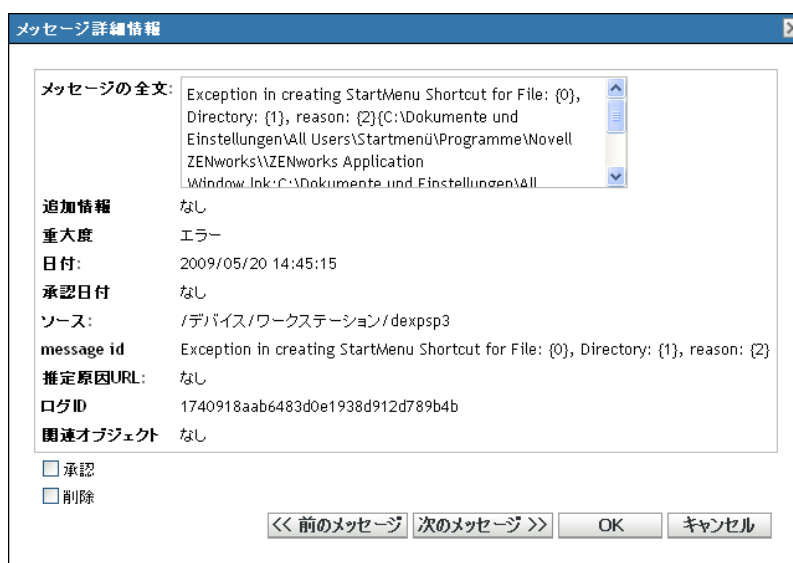 メッセージ詳細情報
メッセージの全文: Exception in creating StartMenu Shortcut for File: {0},
Directory: {1}, reason: {2}{C:\Dokumente und
Einstellungen\All Users\Startmenü\Programme\Novell
ZENworks\\ZENworks Application
Window.lnk;C:\Dokumente und Einstellungen\All
追加情報 なし
重大度 エラー
日付: 2009/05/20 14:45:15
承認日付 なし
ソース: /デバイス/ワークステーション/dexpsp3
message id Exception in creating StartMenu Shortcut for File: {0}, Directory: {1}, reason: {2}
推定原因URL: なし
ログID 1740918aab6483d0e1938d912d789b4b
関連オブジェクト なし
承認
削除
<< 前のメッセージ 次のメッセージ >> OK キャンセル